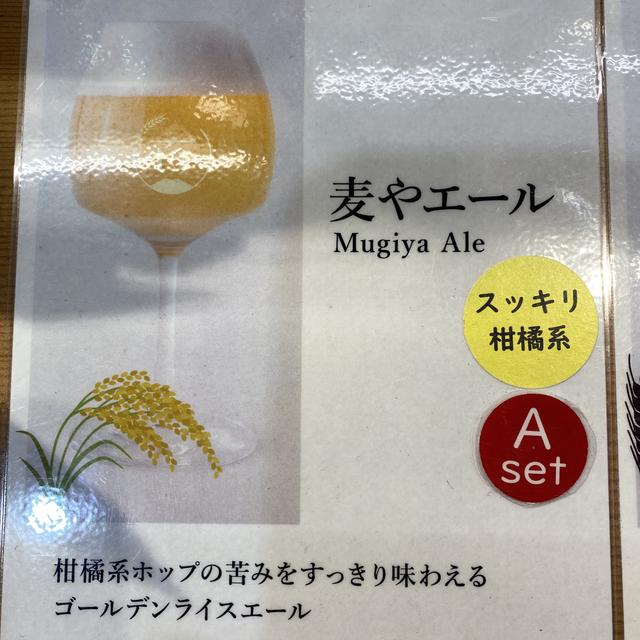 麦やエール
Mugiya Ale
スッキリ
柑橘系
A
set
柑橘系ホップの苦みをすっきり味わえる
ゴールデンライスエール